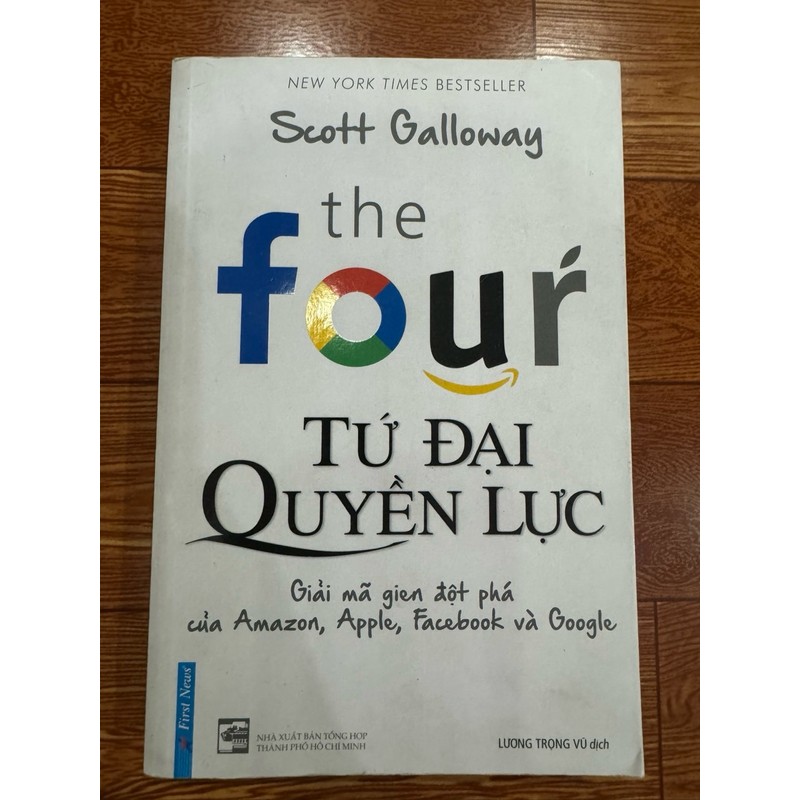 NEW YORK TIMES BESTSELLER
Scott Galloway
the
four
TỨ ĐẠI
QUYỀN LỰC
Giải mã gien đột phá
của Amazon, Apple, Facebook và Google
First News
NHÀ XUẤT BẢN TỔNG HỢP
THÀNH PHỐ HỒ CHÍ MINH
LƯƠNG TRỌNG VŨ dịch